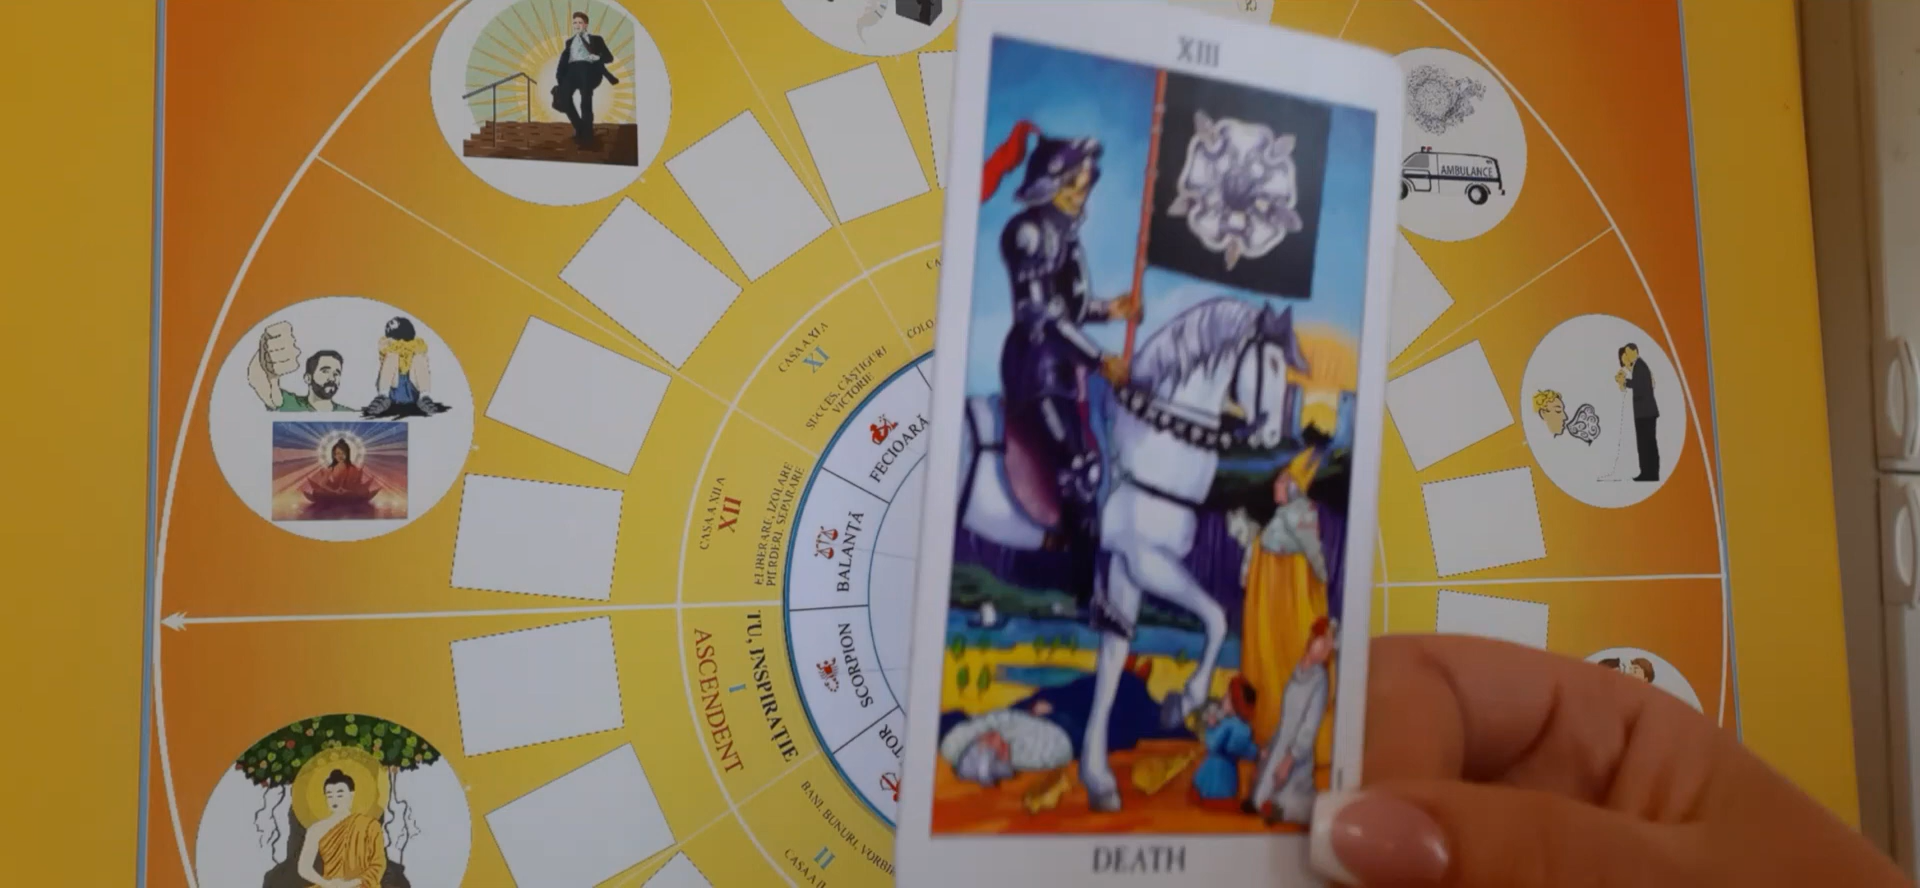 XIII
AMBULANCE
CASA A XI A
XI
SUCCES, CÂȘTIGURI
VICTORIE
FECIOARĂ
CASA A XII A
XII
ELIBERARE, IZOLARE
PIERDERI, SEPARARE
BALANȚĂ
SCORPION
TU, INSPIRAȚIE
I
ASCENDENT
BANI, BUNURI,
II
CASA A
DEATH